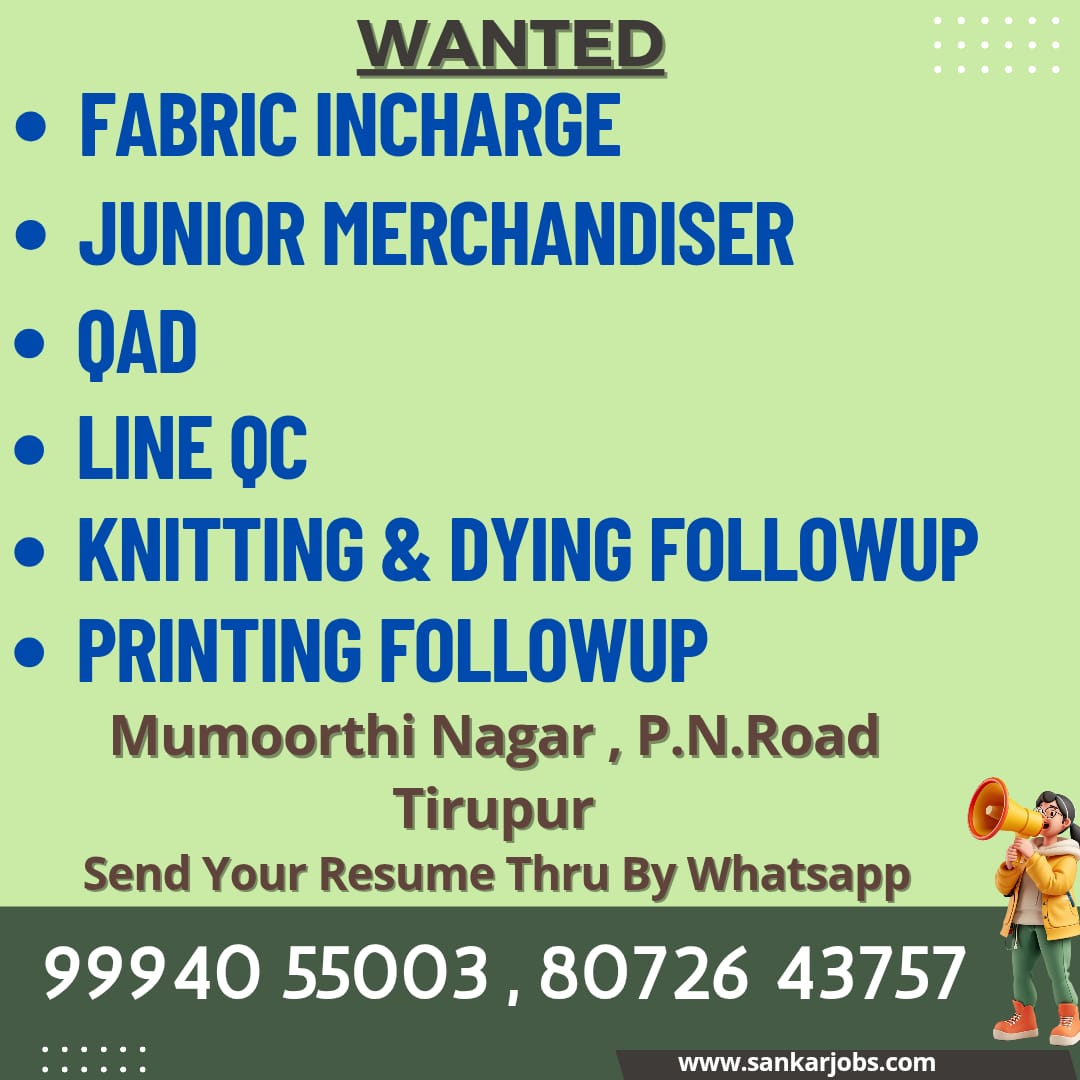 WANTED
• FABRIC INCHARGE
• JUNIOR MERCHANDISER
• QAD
• LINE QC
• KNITTING & DYING FOLLOWUP
• PRINTING FOLLOWUP
Mumoorthi Nagar , P.N.Road
Tirupur
Send Your Resume Thru By Whatsapp
99940 55003 , 80726 43757
www.sankarjobs.com